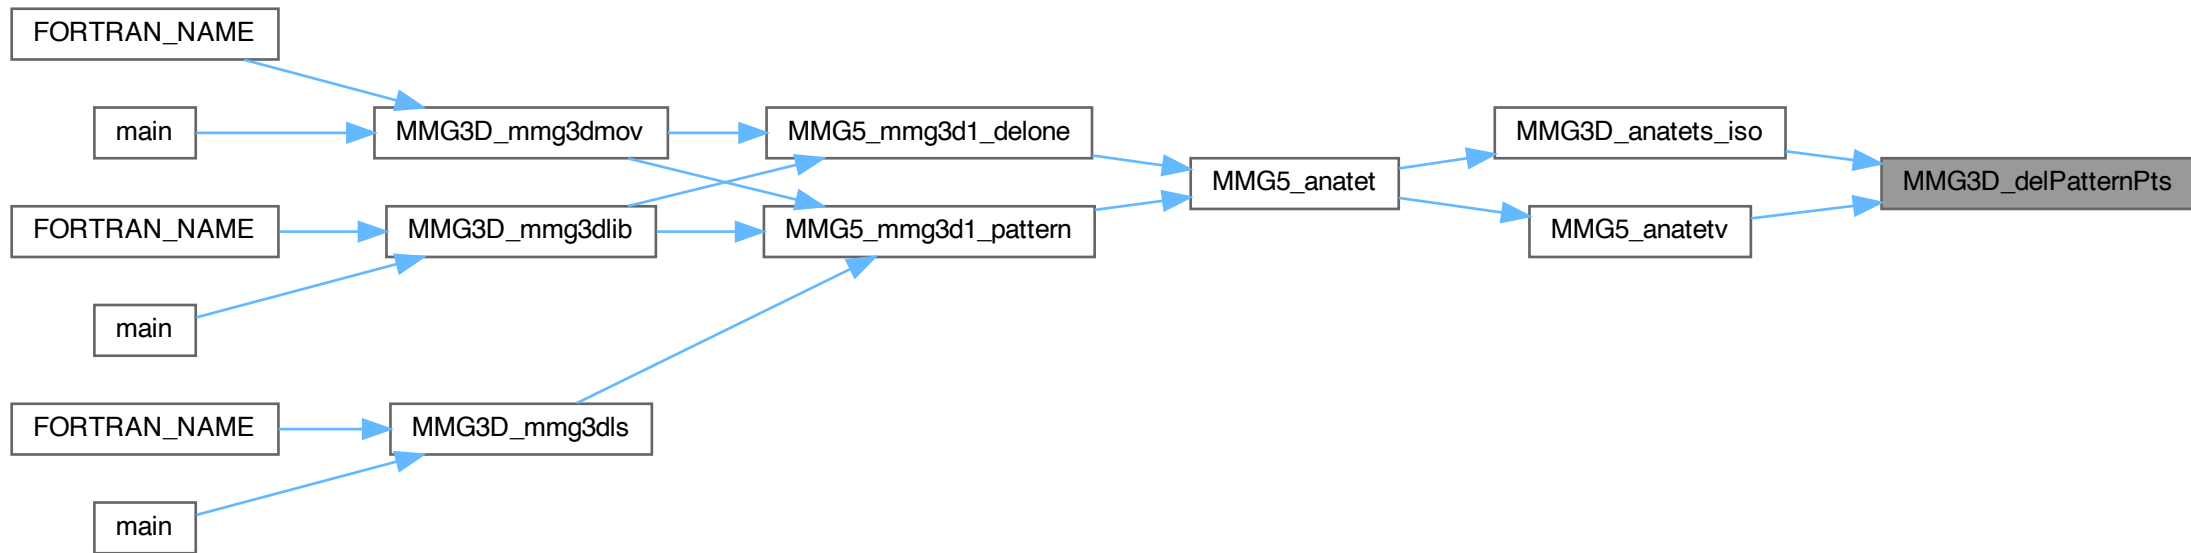 FORTRAN_NAME
main
MMG3D_mmg3dmov
MMG5_mmg3d1_delone
MMG3D_anatets_iso
MMG5_anatet
MMG3D_delPatternPts
FORTRAN_NAME
MMG3D_mmg3dlib
MMG5_mmg3d1_pattern
MMG5_anatetv
main
FORTRAN_NAME
MMG3D_mmg3dls
main